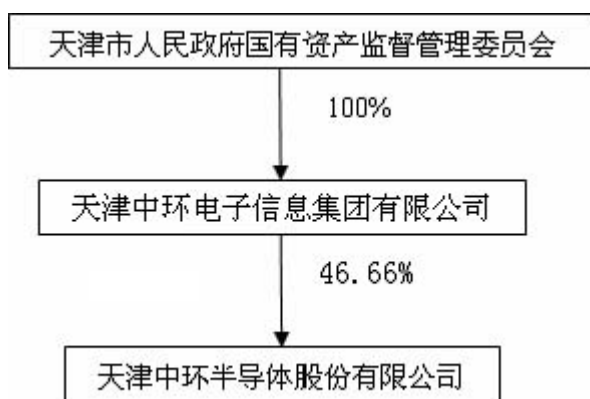 天津市人民政府国有资产监督管理委员会
100%
天津中环电子信息集团有限公司
46.66%
天津中环半导体股份有限公司